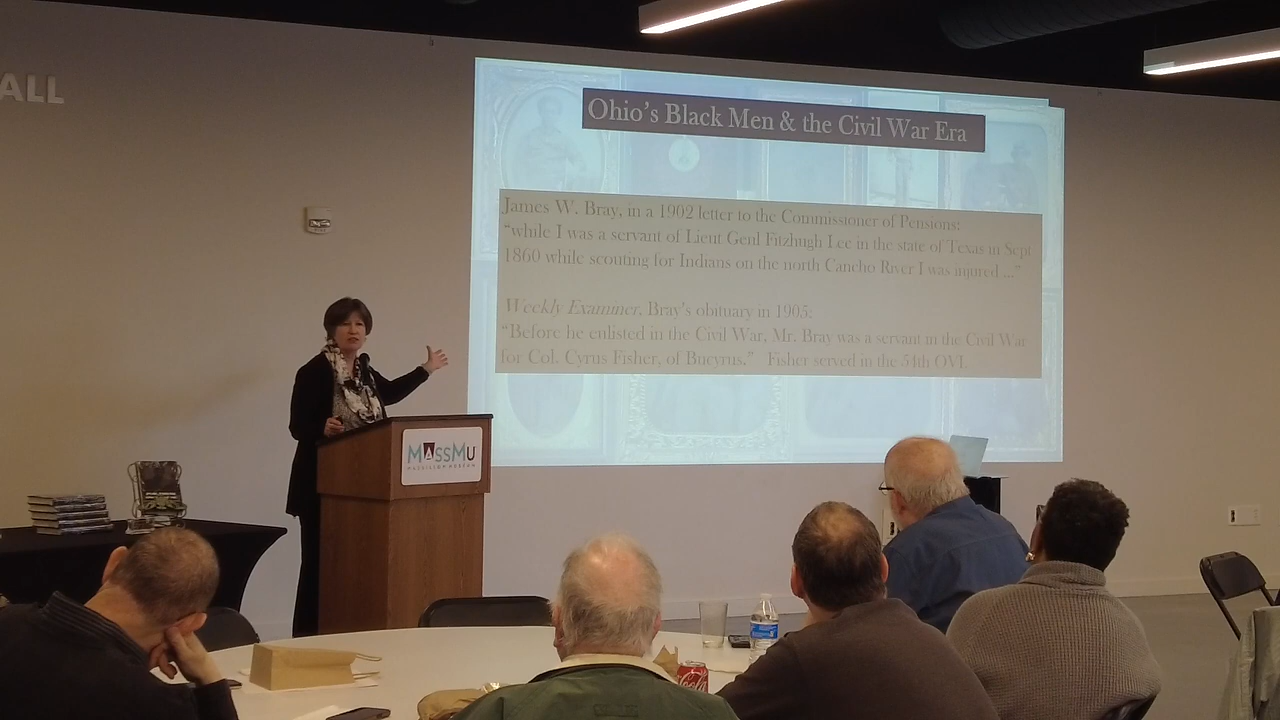 ALL
Ohio's Black Men & the Civil War Era
James W. Bray, in a 1902 letter to the Commissioner of Pensions:
"while I was a servant of Lieut Genl Fitzhugh Lee in the state of Texas in Sept
1860 while scouting for Indians on the north Cancho River I was injured ..."
Weekly Examiner, Bray's obituary in 1905:
"Before he enlisted in the Civil War, Mr. Bray was a servant in the Civil War
for Col. Cyrus Fisher, of Bucyrus." Fisher served in the 54th OVI.
MASSMU
MASSILLON MUSEUM
Coca-Cola